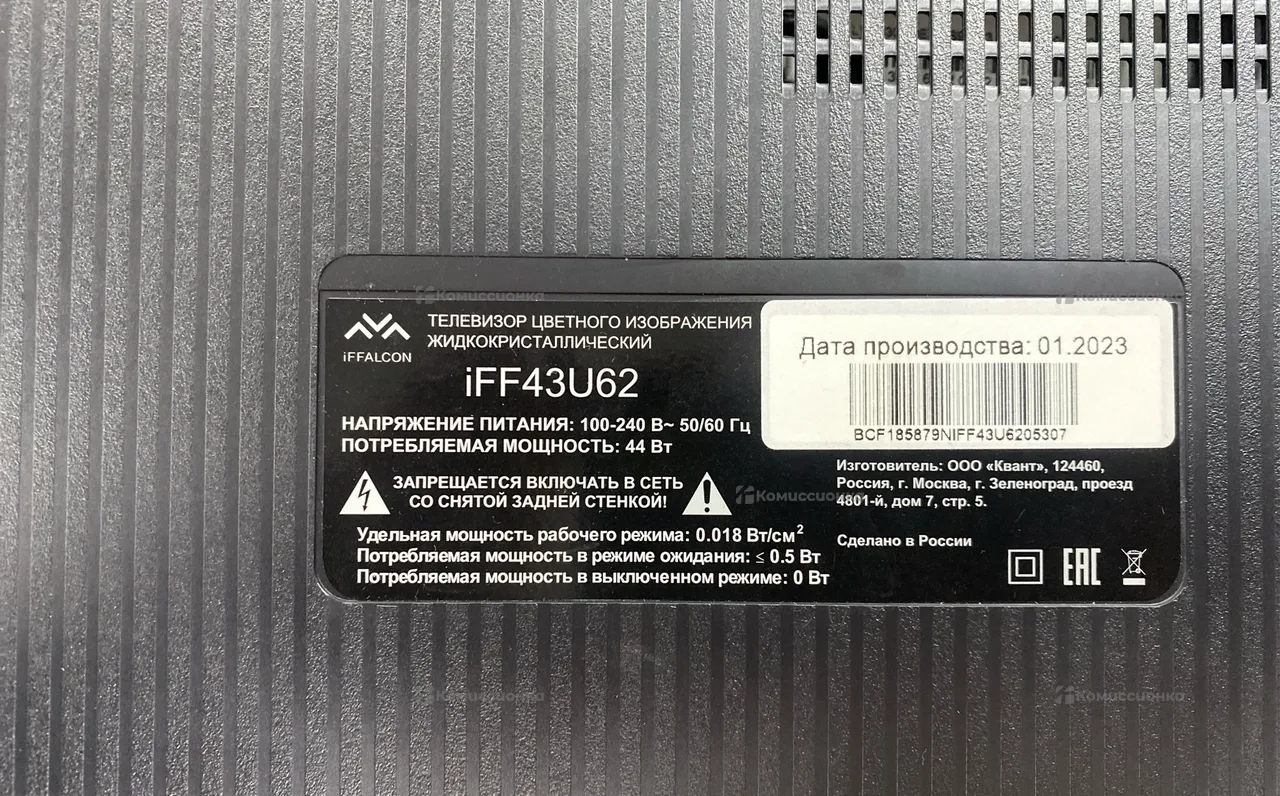 iFFALCON
ТЕЛЕВИЗОР ЦВЕТНОГО ИЗОБРАЖЕНИЯ
ЖИДКОКРИСТАЛЛИЧЕСКИЙ
iFF43U62
НАПРЯЖЕНИЕ ПИТАНИЯ: 100-240 В~ 50/60 Гц
ПОТРЕБЛЯЕМАЯ МОЩНОСТЬ: 44 Вт
ЗАПРЕЩАЕТСЯ ВКЛЮЧАТЬ В СЕТЬ
СО СНЯТОЙ ЗАДНЕЙ СТЕНКОЙ!
Удельная мощность рабочего режима: 0.018 Вт/см²
Потребляемая мощность в режиме ожидания: ≤ 0.5 Вт
Потребляемая мощность в выключенном режиме: 0 Вт
Дата производства: 01.2023
BCF185879NIFF43U6205307
Изготовитель: ООО «Квант», 124460,
Россия, г. Москва, г. Зеленоград, проезд
4801-й, дом 7, стр. 5.
Сделано в России
EAC
Комиссионка
Комиссионка
Комиссионка
Комиссионка
Комиссионка